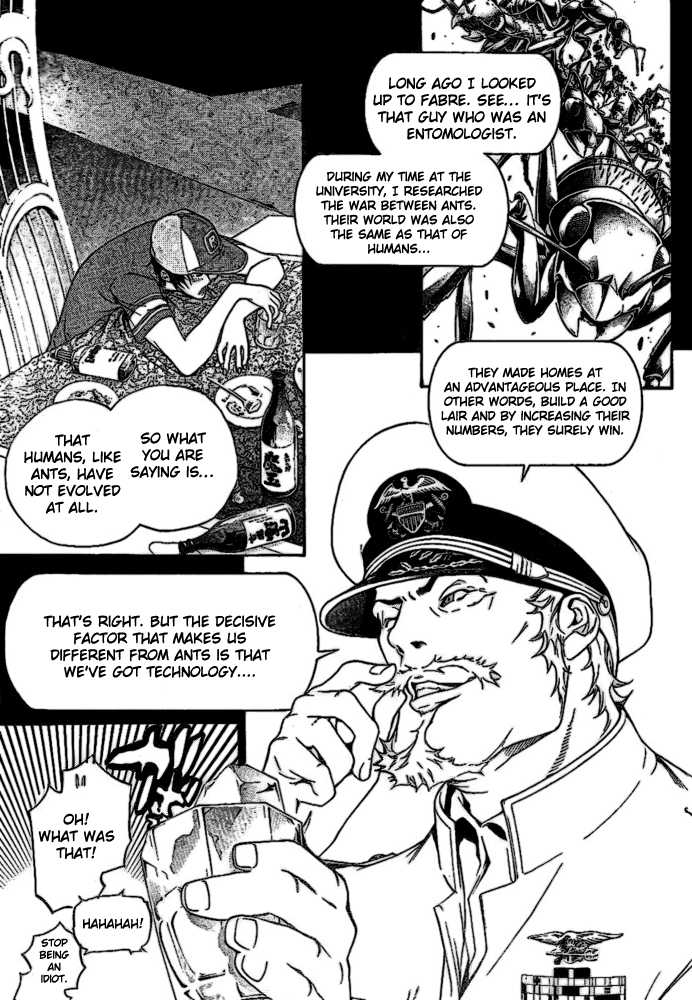 LONG AGO I LOOKED
UP TO FABRE. SEE... IT'S
THAT GUY WHO WAS AN
ENTOMOLOGIST.
DURING MY TIME AT THE
UNIVERSITY, I RESEARCHED
THE WAR BETWEEN ANTS.
THEIR WORLD WAS ALSO
THE SAME AS THAT OF
HUMANS...
THEY MADE HOMES AT
AN ADVANTAGEOUS PLACE. IN
OTHER WORDS, BUILD A GOOD
LAIR AND BY INCREASING THEIR
NUMBERS, THEY SURELY WIN.
SO WHAT
YOU ARE
SAYING IS...
THAT
HUMANS, LIKE
ANTS, HAVE
NOT EVOLVED
AT ALL.
THAT'S RIGHT. BUT THE DECISIVE
FACTOR THAT MAKES US
DIFFERENT FROM ANTS IS THAT
WE'VE GOT TECHNOLOGY....
OH!
WHAT WAS
THAT!
HAHAHAH!
STOP
BEING
AN
IDIOT.